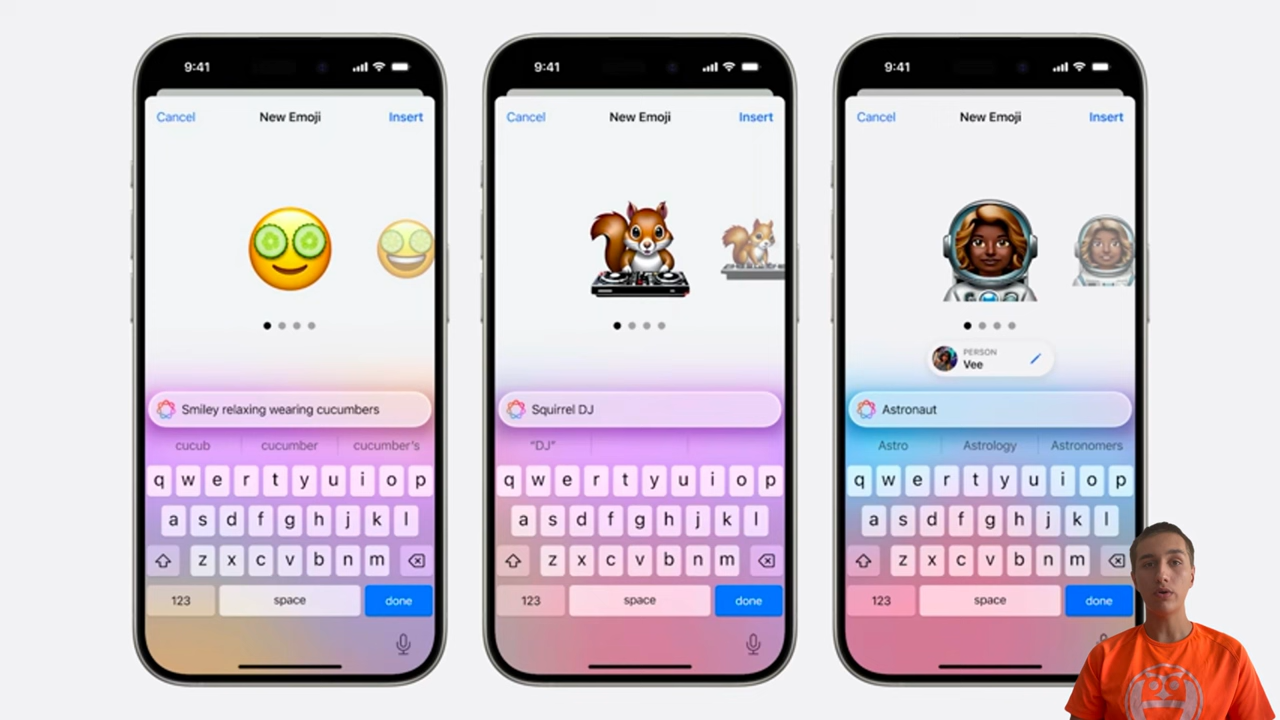 9:41
Cancel New Emoji Insert
Smiley relaxing wearing cucumbers
cucub cucumber cucumber's
q w e r t y u i o p
a s d f g h j k l
z x c v b n m
123 space done
9:41
Cancel New Emoji Insert
Squirrel DJ
"DJ"
q w e r t y u i o p
a s d f g h j k l
z x c v b n m
123 space done
9:41
Cancel New Emoji Insert
PERSON
Vee
Astronaut
Astro Astrology Astronomers
q w e r t y u i o p
a s d f g h j k l
z x c v b n m
123 space done